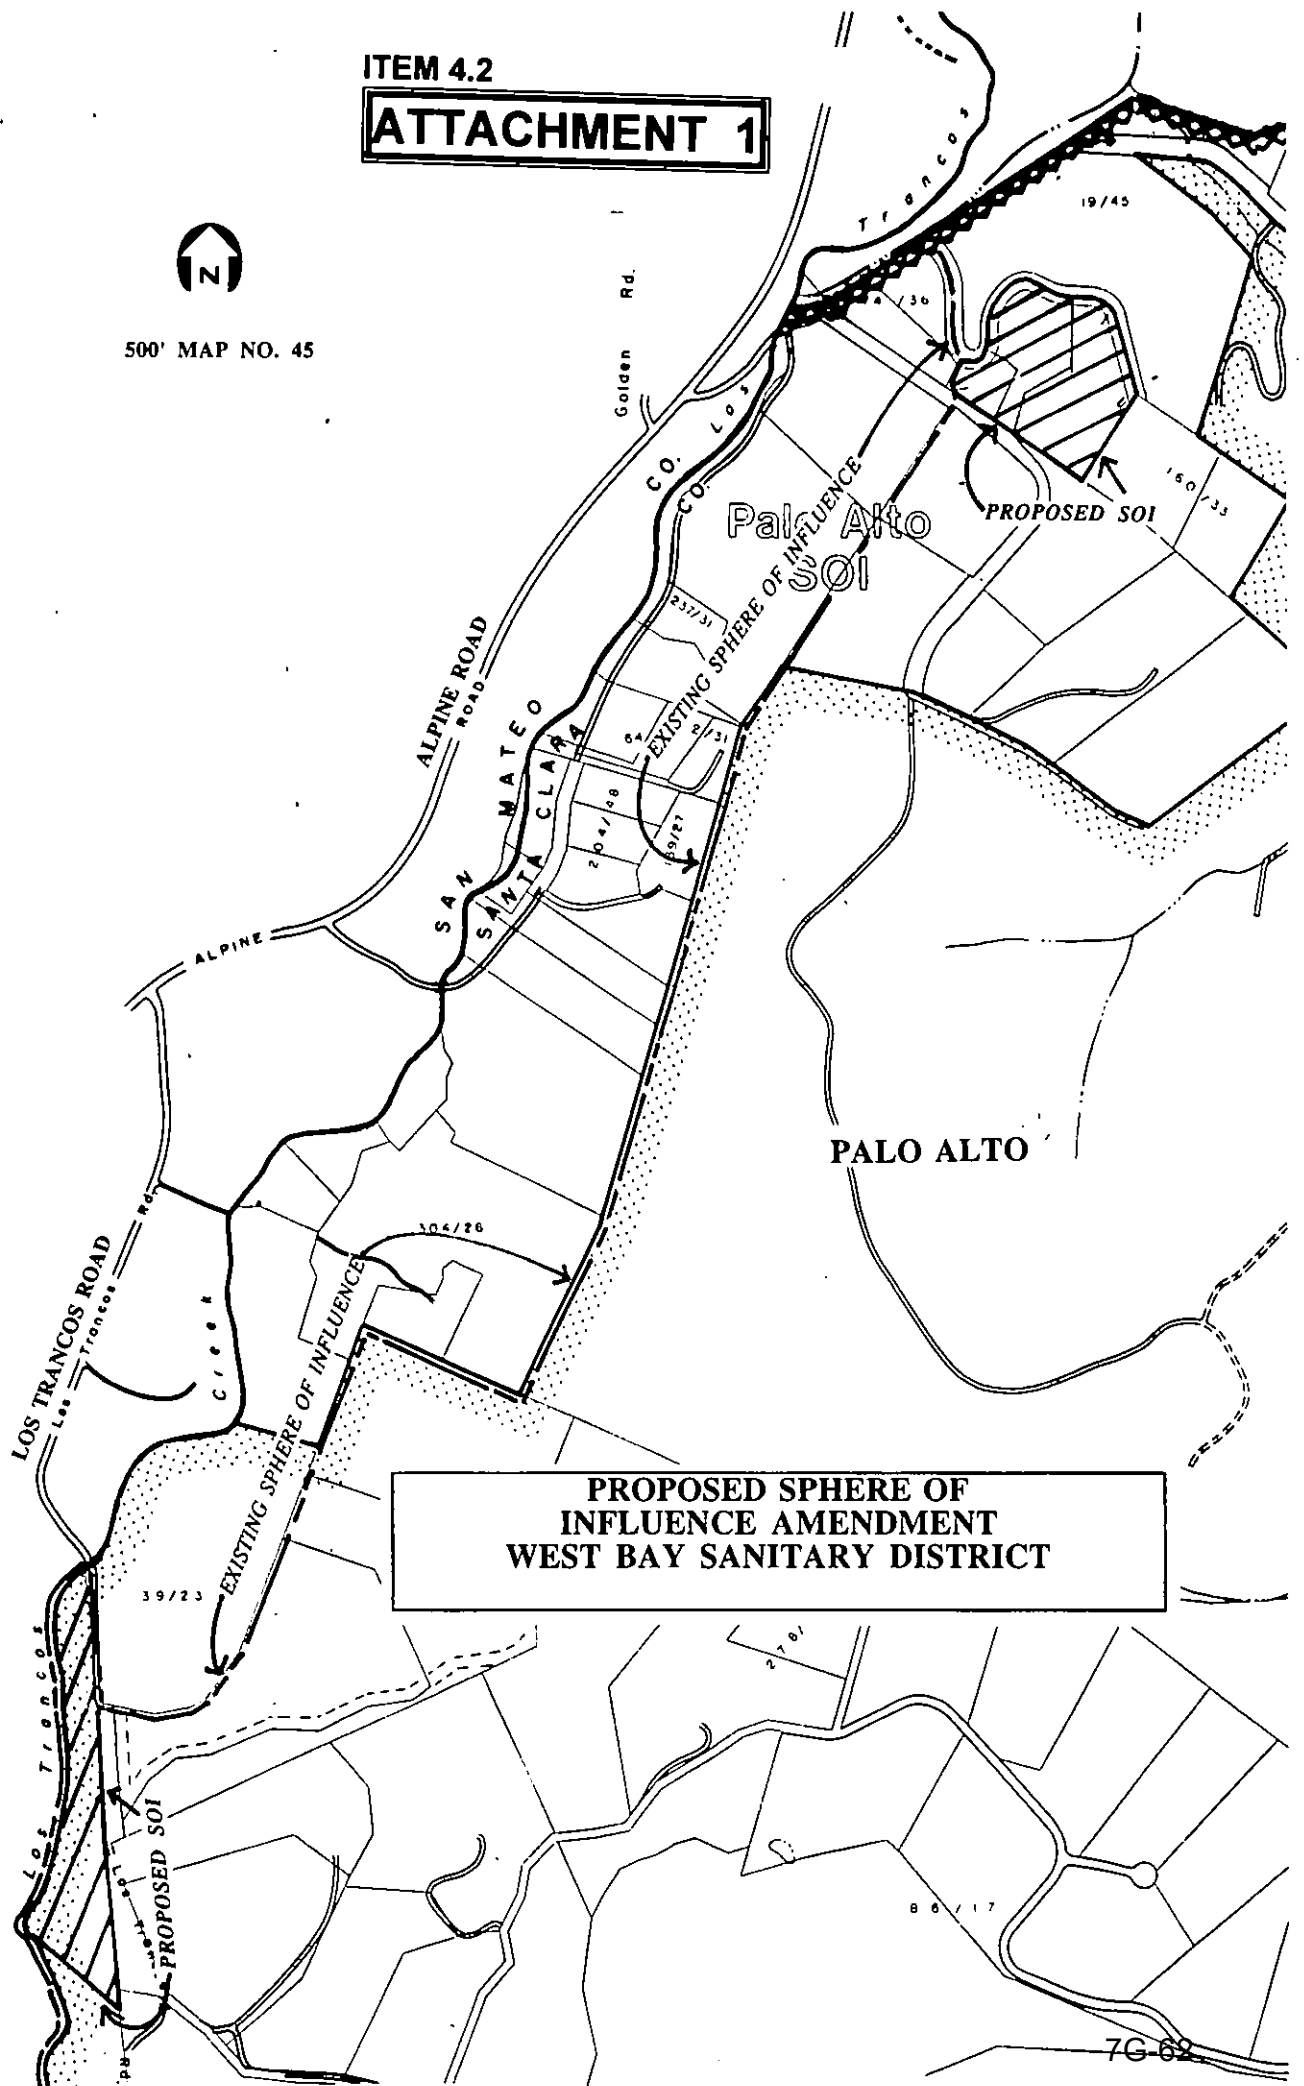 ITEM 4.2
ATTACHMENT 1
N
500' MAP NO. 45
Golden Rd.
Los Trancos
19/45
160/33
PROPOSED SOI
CO.
CO.
Palo Alto
SOI
EXISTING SPHERE OF INFLUENCE
237/31
ALPINE ROAD
ROAD
SAN MATEO
SANTA CLARA
204/48
ALPINE
PALO ALTO
304/26
LOS TRANCOS ROAD
Los Trancos Rd.
Creek
EXISTING SPHERE OF INFLUENCE
PROPOSED SPHERE OF
INFLUENCE AMENDMENT
WEST BAY SANITARY DISTRICT
39/23
278/
Los Trancos
PROPOSED SOI
86/17
Rd
7G-62